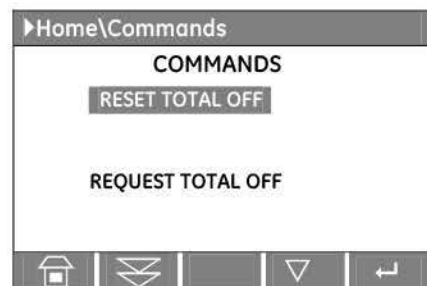 Home\Commands
COMMANDS
RESET TOTAL OFF
REQUEST TOTAL OFF